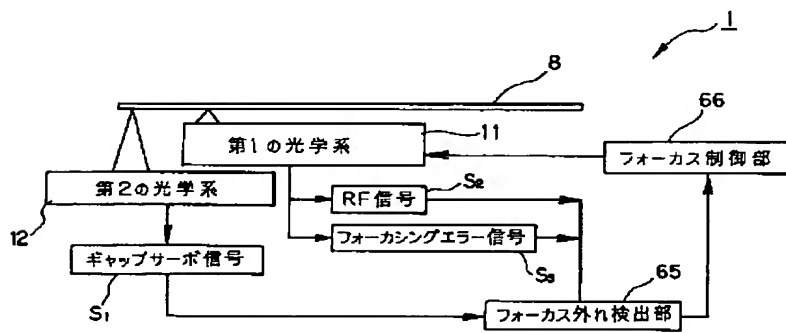 1
8
66
第1の光学系
11
フォーカス制御部
第2の光学系
12
RF信号
S2
フォーカシングエラー信号
S3
ギャップサーボ信号
S1
65
フォーカス外れ検出部